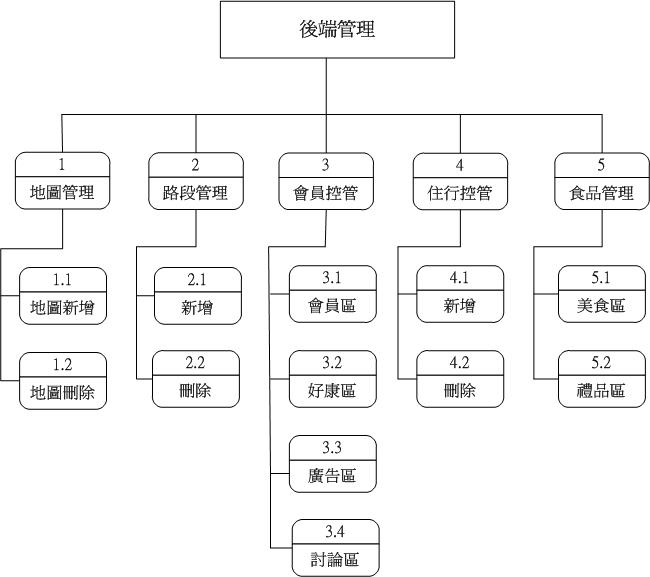 後端管理
1
地圖管理
2
路段管理
3
會員控管
4
住行控管
5
食品管理
1.1
地圖新增
2.1
新增
3.1
會員區
4.1
新增
5.1
美食區
1.2
地圖刪除
2.2
刪除
3.2
好康區
4.2
刪除
5.2
禮品區
3.3
廣告區
3.4
討論區